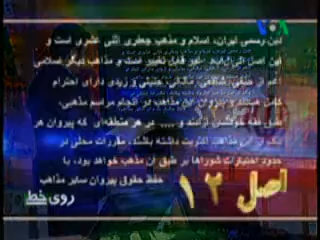 VOA
دین رسمی ایران، اسلام و مذهب جعفری اثنی عشری است و
این اصل الی الابد غیر قابل تغییر است و مذاهب دیگر اسلامی
اعم از حنفی، شافعی، مالکی، حنبلی و زیدی دارای احترام
کامل هستند و پیروان این مذاهب در انجام مراسم مذهبی،
طبق فقه خودشان آزادند و .... در هر منطقه‌ای که پیروان هر
یک از این مذاهب اکثریت داشته باشند، مقررات محلی در
حدود اختیارات شوراها بر طبق آن مذهب خواهد بود، با
حفظ حقوق پیروان سایر مذاهب
اصل ۱۲
روی خط